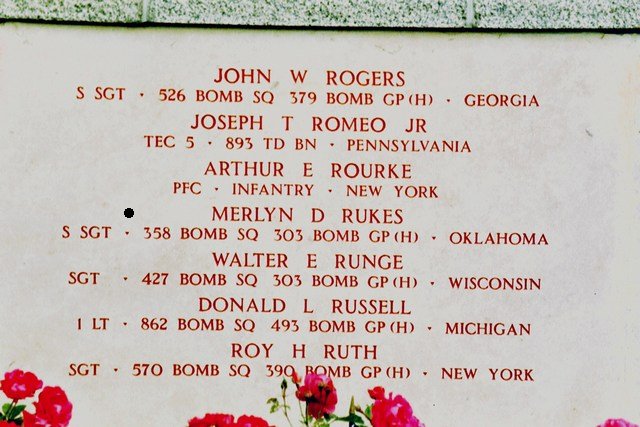 JOHN W ROGERS
S SGT · 526 BOMB SQ 379 BOMB GP (H) · GEORGIA
JOSEPH T ROMEO JR
TEC 5 · 893 TD BN · PENNSYLVANIA
ARTHUR E ROURKE
PFC · INFANTRY · NEW YORK
MERLYN D RUKES
S SGT · 358 BOMB SQ 303 BOMB GP (H) · OKLAHOMA
WALTER E RUNGE
SGT · 427 BOMB SQ 303 BOMB GP (H) · WISCONSIN
DONALD L RUSSELL
1 LT · 862 BOMB SQ 493 BOMB GP (H) · MICHIGAN
ROY H RUTH
SGT · 570 BOMB SQ 390 BOMB GP (H) · NEW YORK